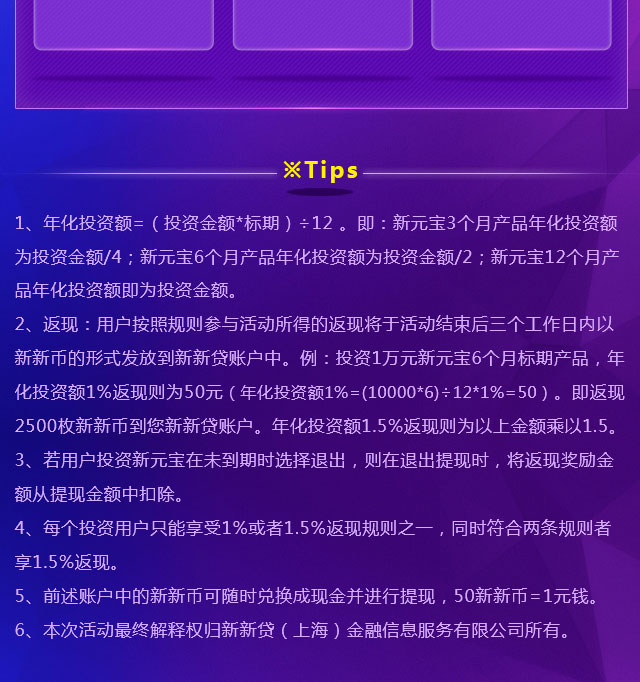 ※Tips
1、年化投资额=（投资金额*标期）÷12 。即：新元宝3个月产品年化投资额
为投资金额/4；新元宝6个月产品年化投资额为投资金额/2；新元宝12个月产
品年化投资额即为投资金额。
2、返现：用户按照规则参与活动所得的返现将于活动结束后三个工作日内以
新新币的形式发放到新新贷账户中。例：投资1万元新元宝6个月标期产品，年
化投资额1%返现则为50元（年化投资额1%=(10000*6)÷12*1%=50）。即返现
2500枚新新币到您新新贷账户。年化投资额1.5%返现则为以上金额乘以1.5。
3、若用户投资新元宝在未到期时选择退出，则在退出提现时，将返现奖励金
额从提现金额中扣除。
4、每个投资用户只能享受1%或者1.5%返现规则之一，同时符合两条规则者
享1.5%返现。
5、前述账户中的新新币可随时兑换成现金并进行提现，50新新币=1元钱。
6、本次活动最终解释权归新新贷（上海）金融信息服务有限公司所有。